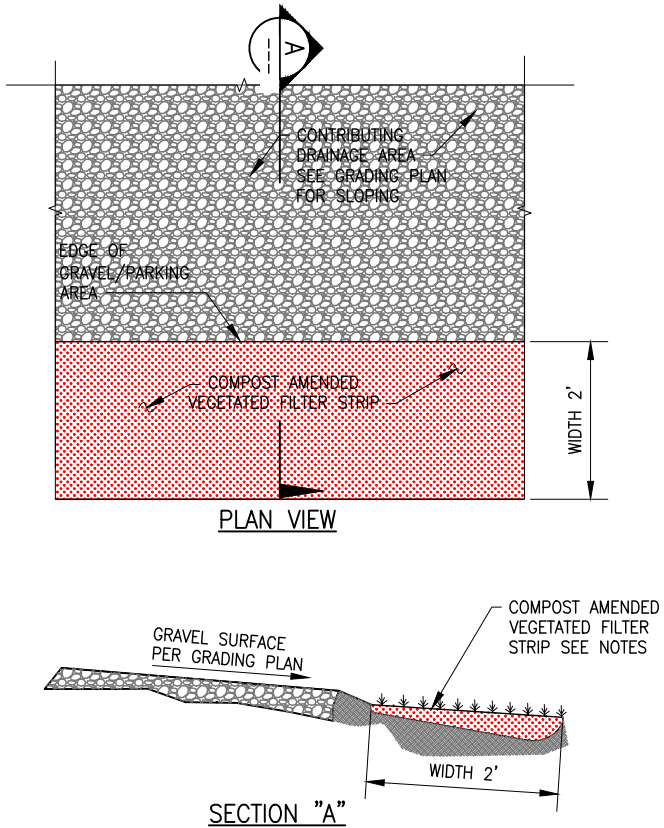 A
---
CONTRIBUTING
DRAINAGE AREA
SEE GRADING PLAN
FOR SLOPING
EDGE OF
GRAVEL/PARKING
AREA
COMPOST AMENDED
VEGETATED FILTER STRIP
WIDTH 2'
PLAN VIEW
COMPOST AMENDED
VEGETATED FILTER
STRIP SEE NOTES
GRAVEL SURFACE
PER GRADING PLAN
WIDTH 2'
SECTION "A"